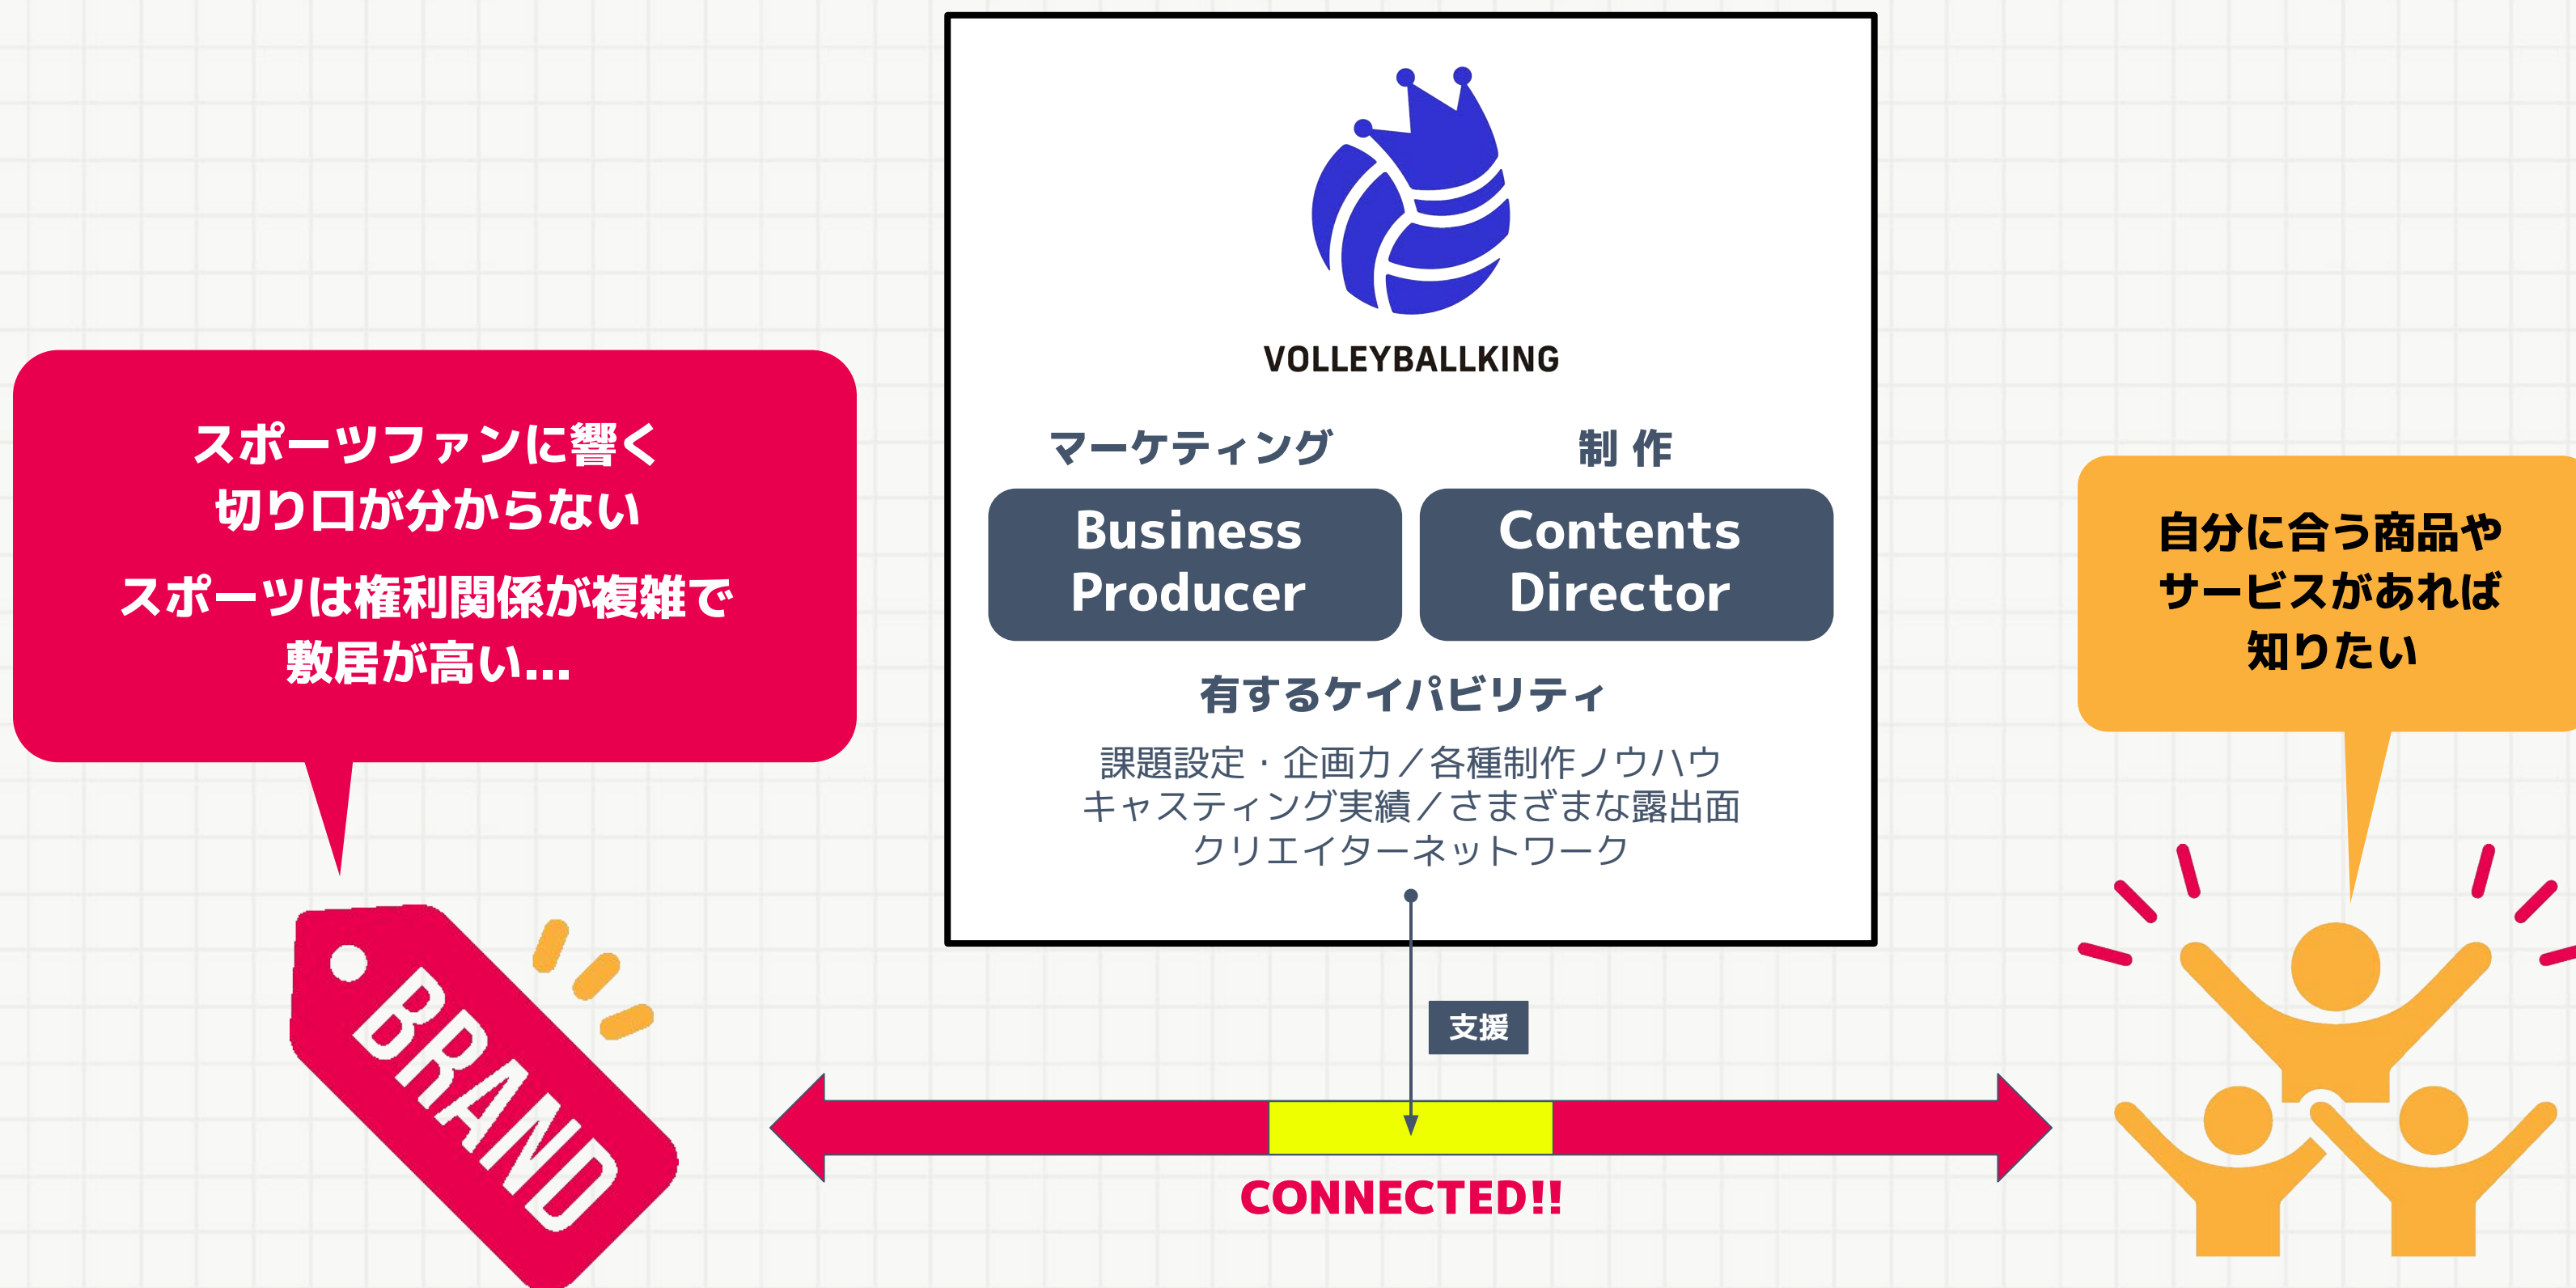 スポーツファンに響く
切り口が分からない
スポーツは権利関係が複雑で
敷居が高い...
BRAND
VOLLEYBALLKING
マーケティング
制 作
Business
Producer
Contents
Director
有するケイパビリティ
課題設定・企画力／各種制作ノウハウ
キャスティング実績／さまざまな露出面
クリエイターネットワーク
支援
CONNECTED!!
自分に合う商品や
サービスがあれば
知りたい